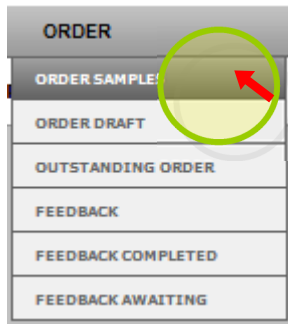 ORDER
ORDER SAMPLES
ORDER DRAFT
OUTSTANDING ORDER
FEEDBACK
FEEDBACK COMPLETED
FEEDBACK AWAITING